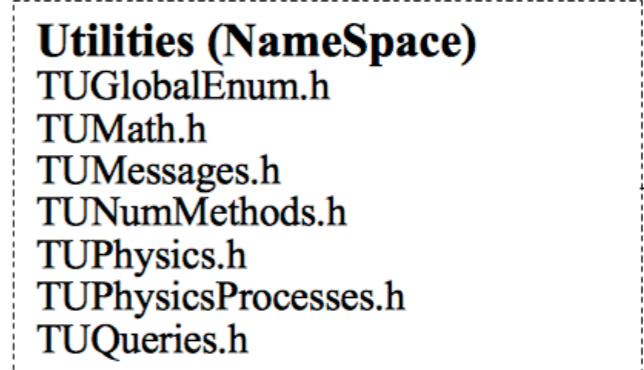 Utilities (NameSpace)
TUGlobalEnum.h
TUMath.h
TUMessages.h
TUNumMethods.h
TUPhysics.h
TUPhysicsProcesses.h
TUQueries.h